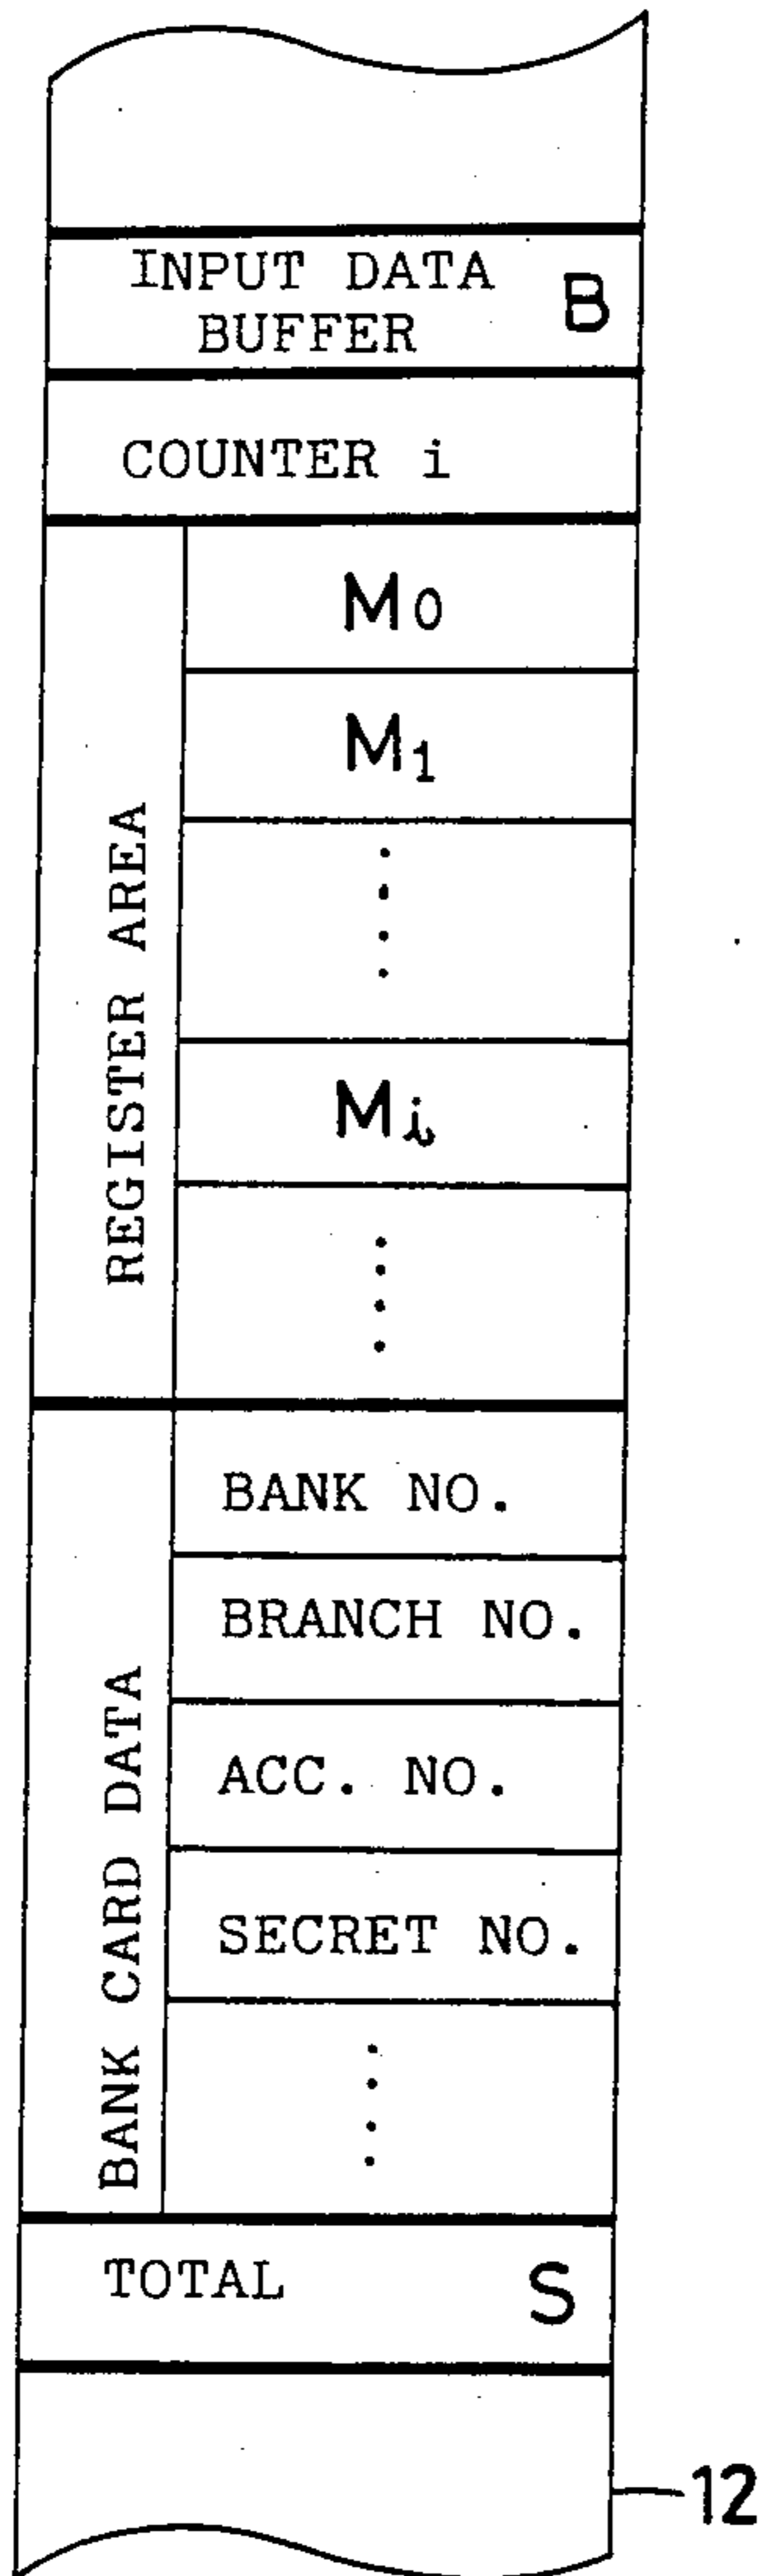 INPUT DATA
BUFFER B
COUNTER i
REGISTER AREA
M0
M1
Mi
BANK CARD DATA
BANK NO.
BRANCH NO.
ACC. NO.
SECRET NO.
TOTAL S
12